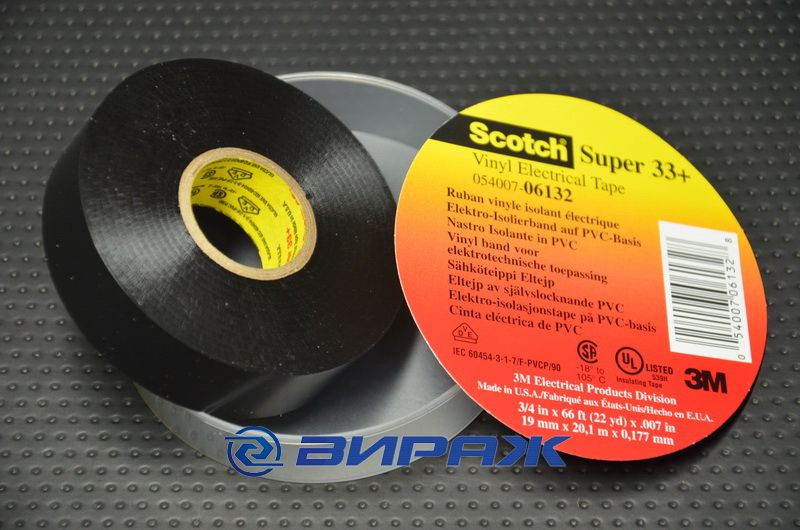 Scotch Super 33+
Vinyl Electrical Tape
054007-06132
Ruban vinyle isolant électrique
Elektro-Isolierband auf PVC-Basis
Nastro Isolante in PVC
Vinyl band voor
elektrotechnische toepassing
Sähköteippi Eltejp
Eltejp av självslocknande PVC
Elektro-isolasjonstape på PVC-basis
Cinta eléctrica de PVC
0 54007 06132 8
VDE
IEC 60454-3-1-7/F-PVCP/90
SA
-18° to
105° C
UL LISTED
539H
Insulating Tape
3M
3M Electrical Products Division
Made in U.S.A./Fabriqué aux États-Unis/Hecho en E.U.A.
3/4 in x 66 ft (22 yd) x .007 in
19 mm x 20,1 m x 0,177 mm
ВИРАЖ